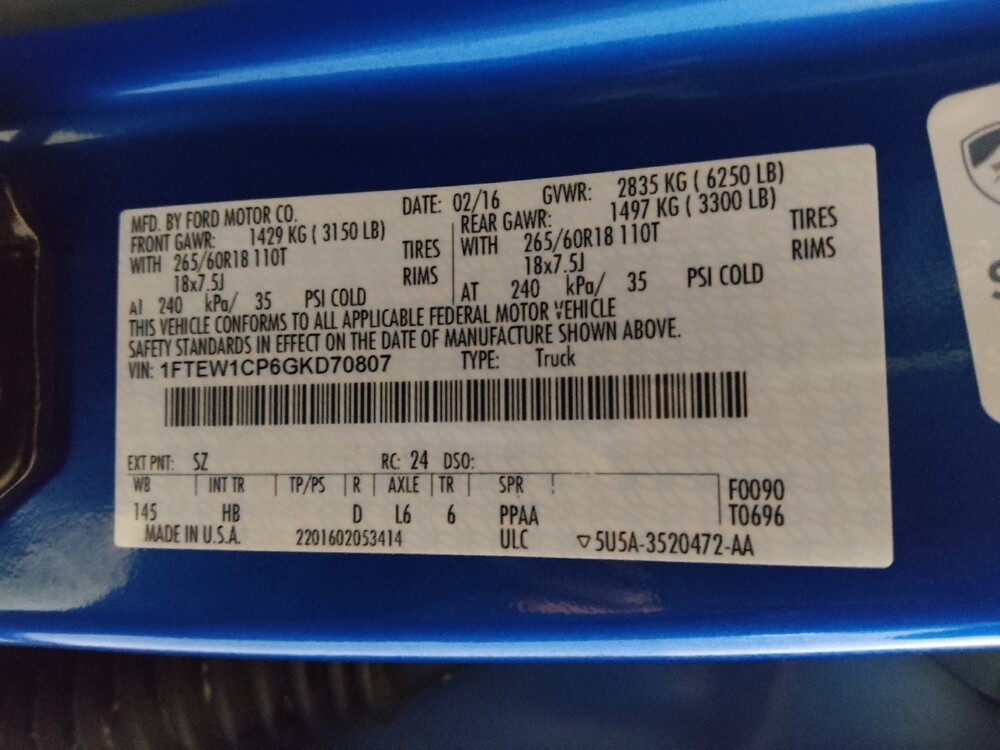 MFD. BY FORD MOTOR CO. DATE: 02/16 GVWR: 2835 KG ( 6250 LB)
FRONT GAWR: 1429 KG ( 3150 LB) REAR GAWR: 1497 KG ( 3300 LB)
WITH 265/60R18 110T TIRES WITH 265/60R18 110T TIRES
18x7.5J RIMS 18x7.5J RIMS
AT 240 kPa/ 35 PSI COLD AT 240 kPa/ 35 PSI COLD
THIS VEHICLE CONFORMS TO ALL APPLICABLE FEDERAL MOTOR VEHICLE
SAFETY STANDARDS IN EFFECT ON THE DATE OF MANUFACTURE SHOWN ABOVE.
VIN: 1FTEW1CP6GKD70807 TYPE: Truck
EXT PNT: SZ RC: 24 DSO:
WB | INT TR | TP/PS | R | AXLE | TR | SPR F0090
145 HB D L6 6 PPAA T0696
MADE IN U.S.A. 2201602053414 ULC ▽5U5A-3520472-AA